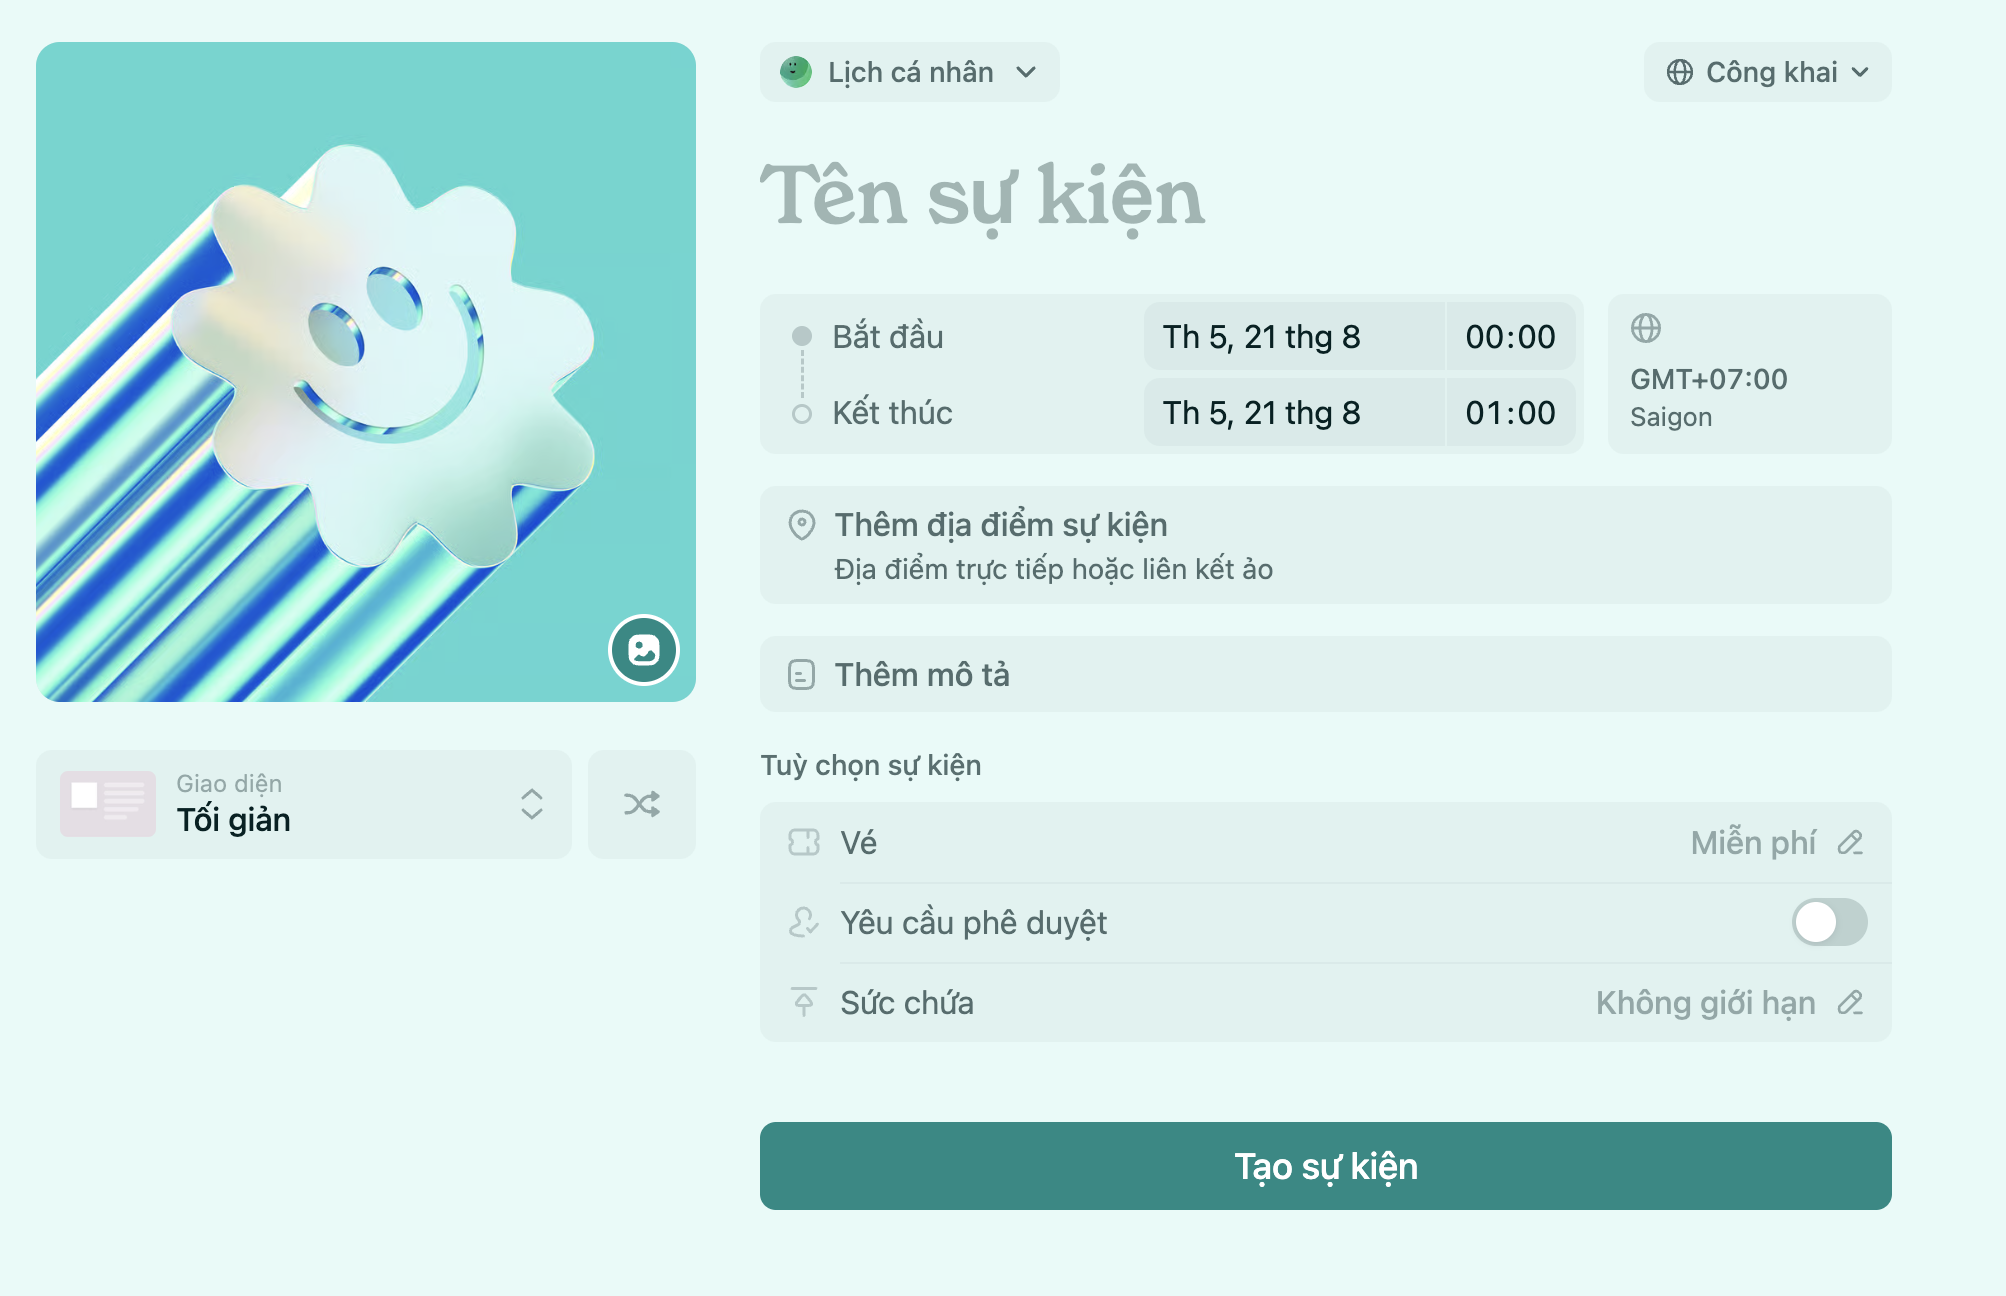 Lịch cá nhân
Công khai
Tên sự kiện
Bắt đầu
Th 5, 21 thg 8
00:00
Kết thúc
Th 5, 21 thg 8
01:00
GMT+07:00
Saigon
Thêm địa điểm sự kiện
Địa điểm trực tiếp hoặc liên kết ảo
Thêm mô tả
Giao diện
Tối giản
Tuỳ chọn sự kiện
Vé
Miễn phí
Yêu cầu phê duyệt
Sức chứa
Không giới hạn
Tạo sự kiện